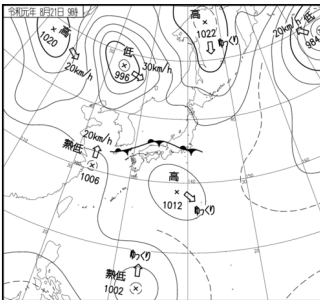 令和元年 8月21日 9時
高
1020
20km/h
低
996
30km/h
高
1022
ゆっくり
20km/h
低
984
熱低
20km/h
1006
高
1012
ゆっくり
ゆっくり
熱低
1002